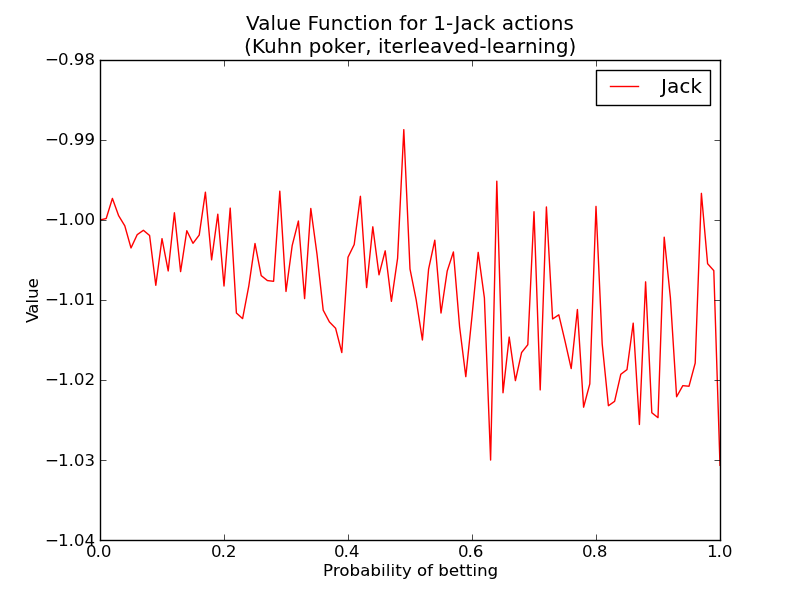 Value Function for 1-Jack actions
(Kuhn poker, iterleaved-learning)
Jack
−0.98
−0.99
−1.00
−1.01
−1.02
−1.03
−1.04
Value
0.0 0.2 0.4 0.6 0.8 1.0
Probability of betting